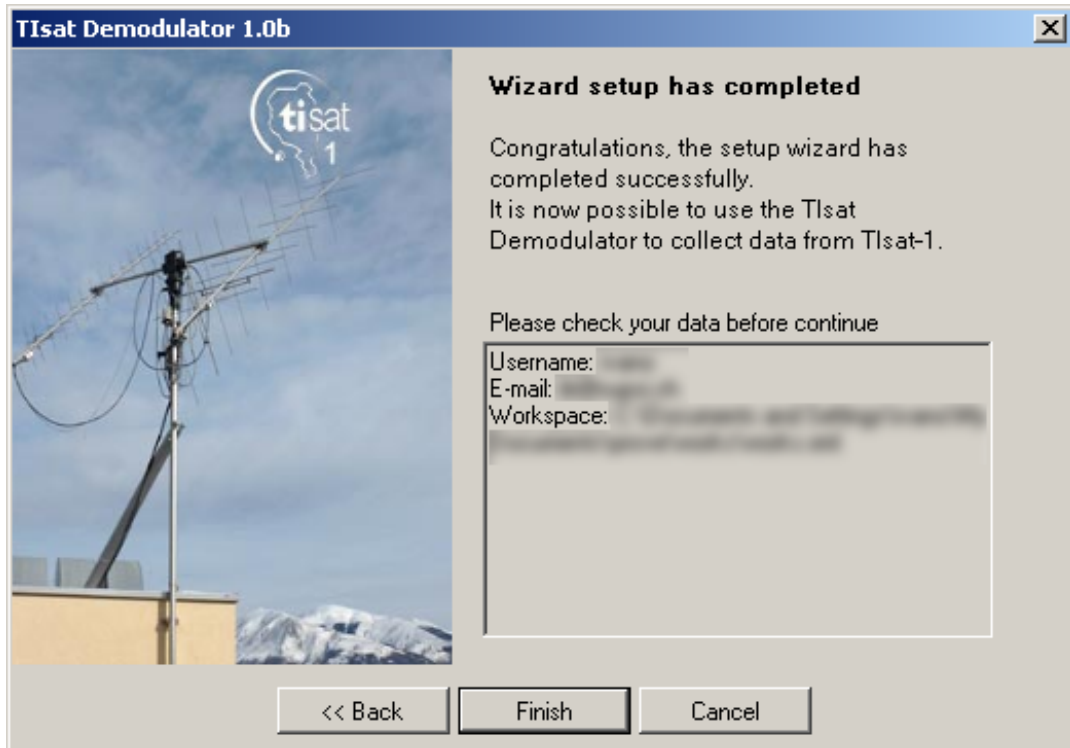 TIsat Demodulator 1.0b
tisat
1
Wizard setup has completed
Congratulations, the setup wizard has
completed successfully.
It is now possible to use the TIsat
Demodulator to collect data from TIsat-1.
Please check your data before continue
Username:
E-mail:
Workspace:
<< Back
Finish
Cancel